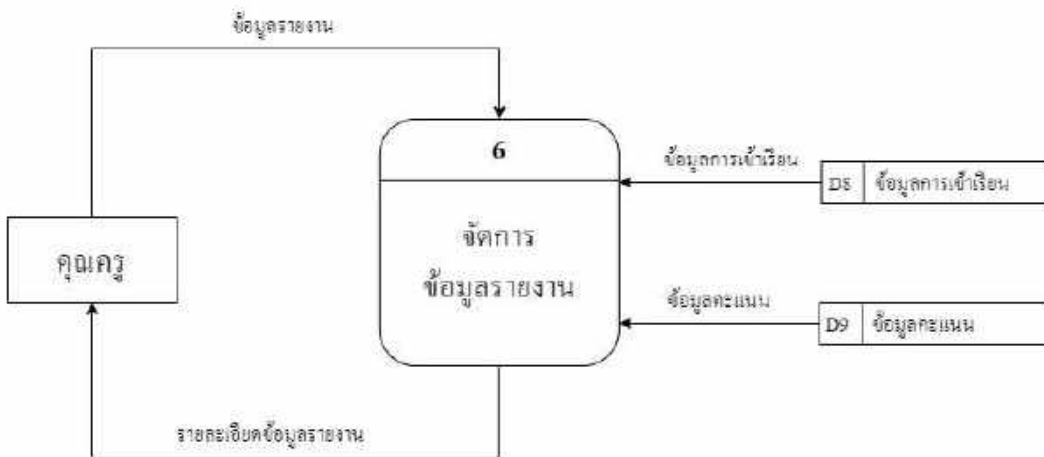 ข้อมูลรายงาน
6
จัดการ
ข้อมูลรายงาน
คุณครู
ข้อมูลการเข้าเรียน
D8 ข้อมูลการเข้าเรียน
ข้อมูลคะแนน
D9 ข้อมูลคะแนน
รายละเอียดข้อมูลรายงาน